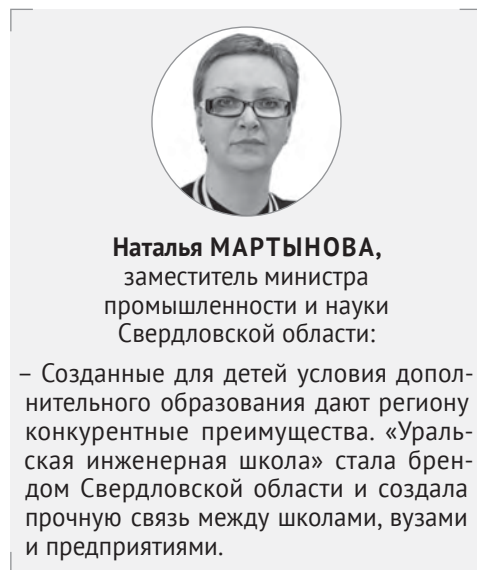 Наталья МАРТЫНОВА,
заместитель министра
промышленности и науки
Свердловской области:
– Созданные для детей условия допол-
нительного образования дают региону
конкурентные преимущества. «Ураль-
ская инженерная школа» стала брен-
дом Свердловской области и создала
прочную связь между школами, вузами
и предприятиями.